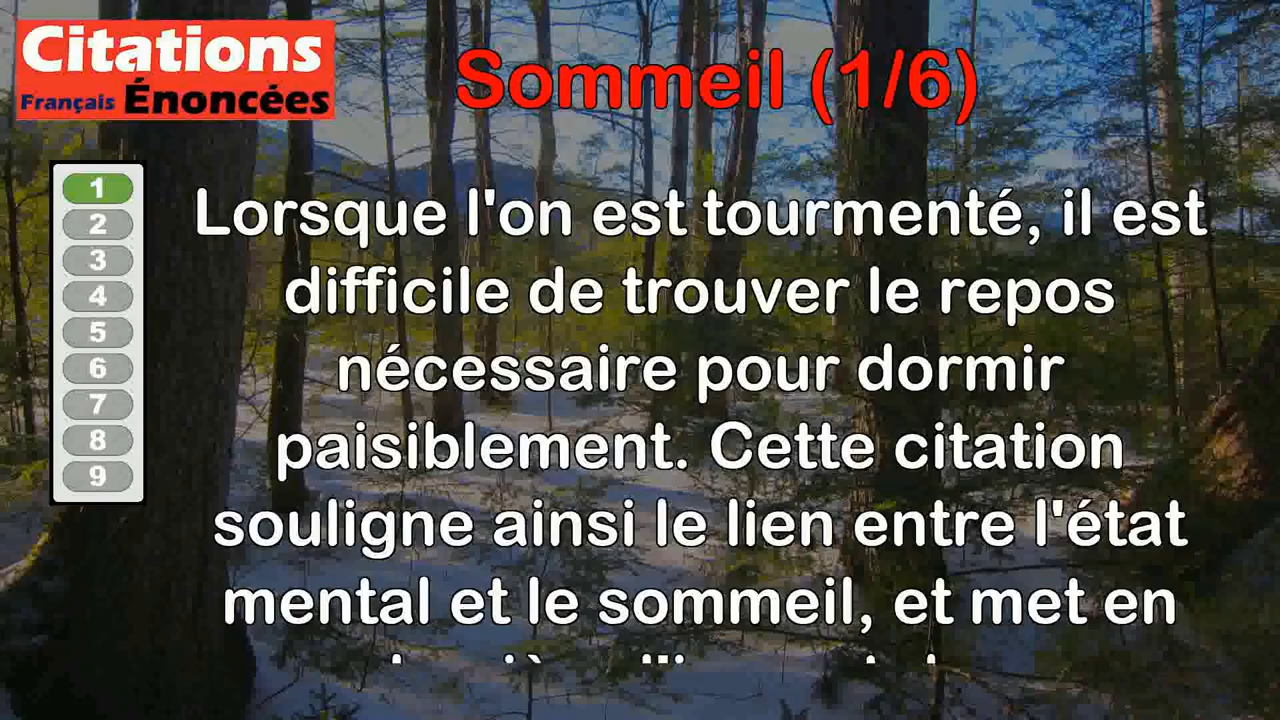 Citations
Français Énoncées
Sommeil (1/6)
1
2
3
4
5
6
7
8
9
Lorsque l'on est tourmenté, il est
difficile de trouver le repos
nécessaire pour dormir
paisiblement. Cette citation
souligne ainsi le lien entre l'état
mental et le sommeil, et met en